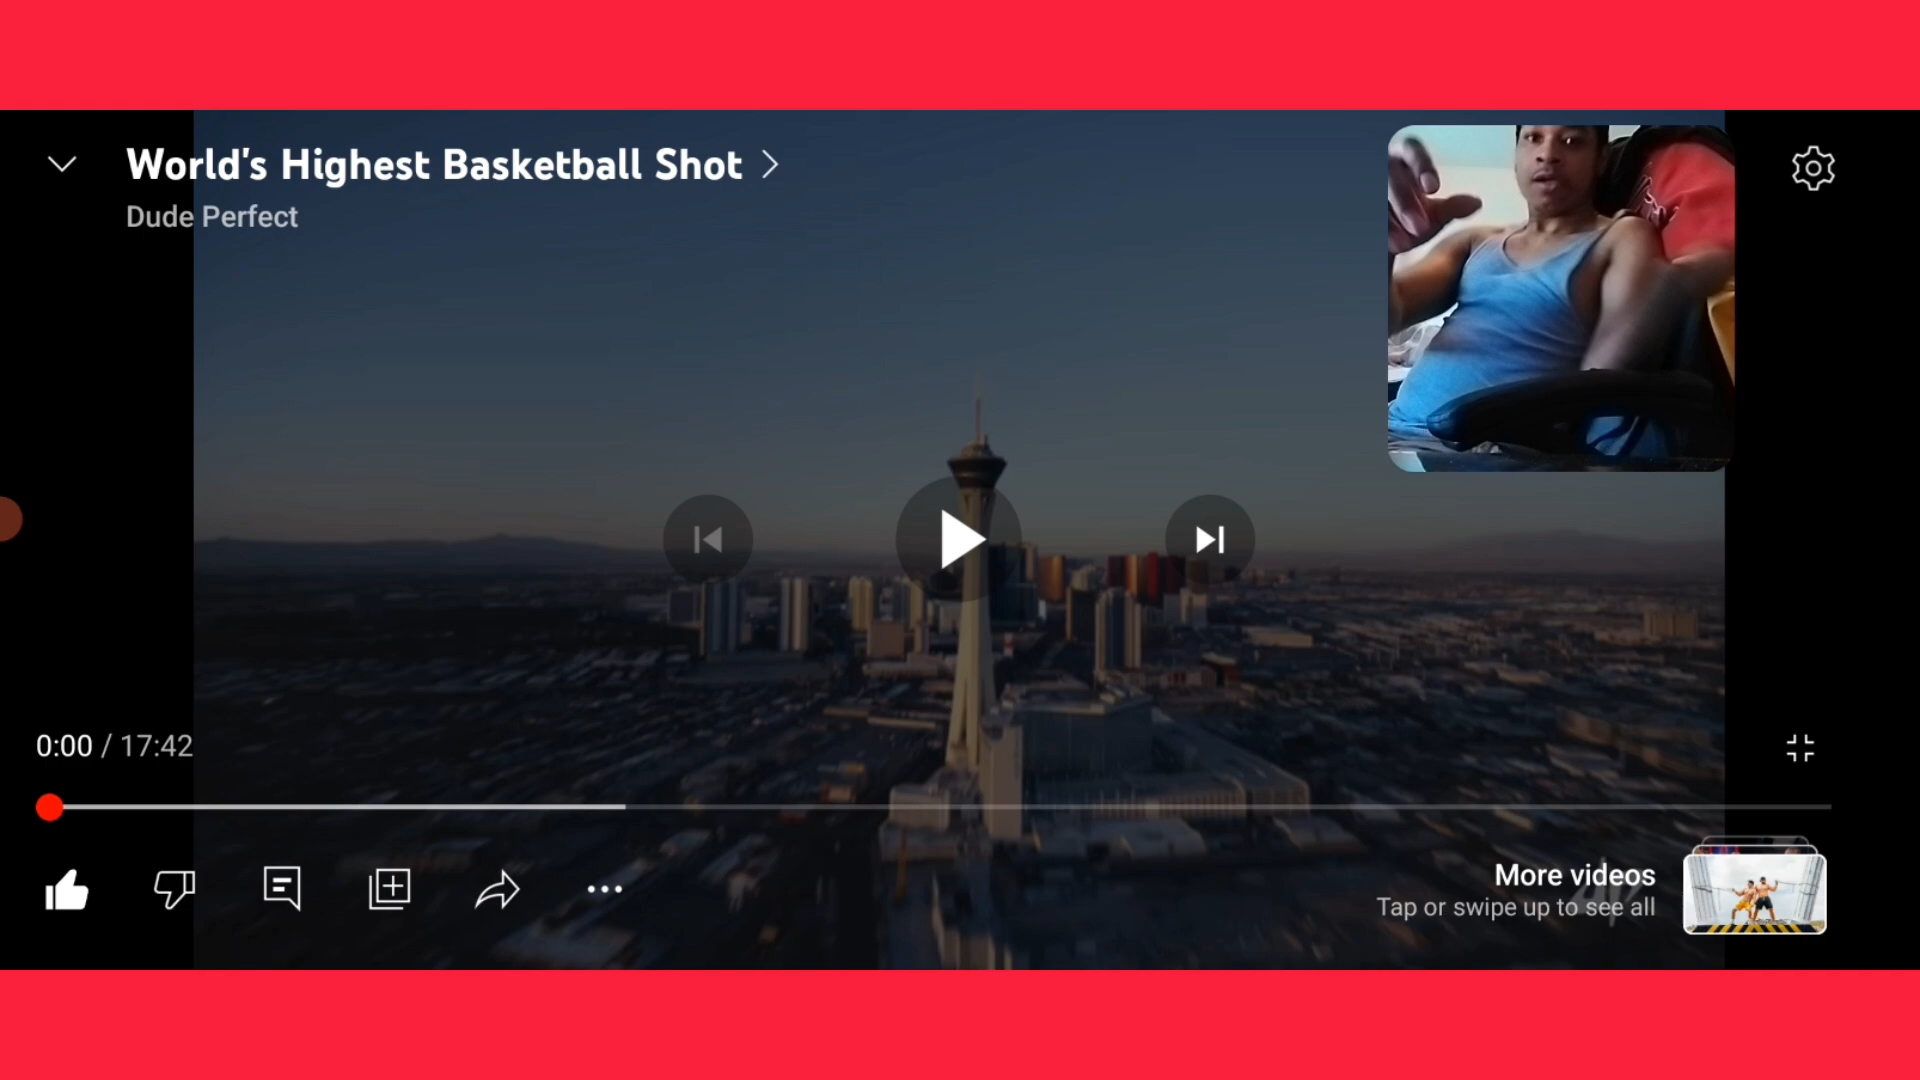 World's Highest Basketball Shot
Dude Perfect
0:00 / 17:42
More videos
Tap or swipe up to see all